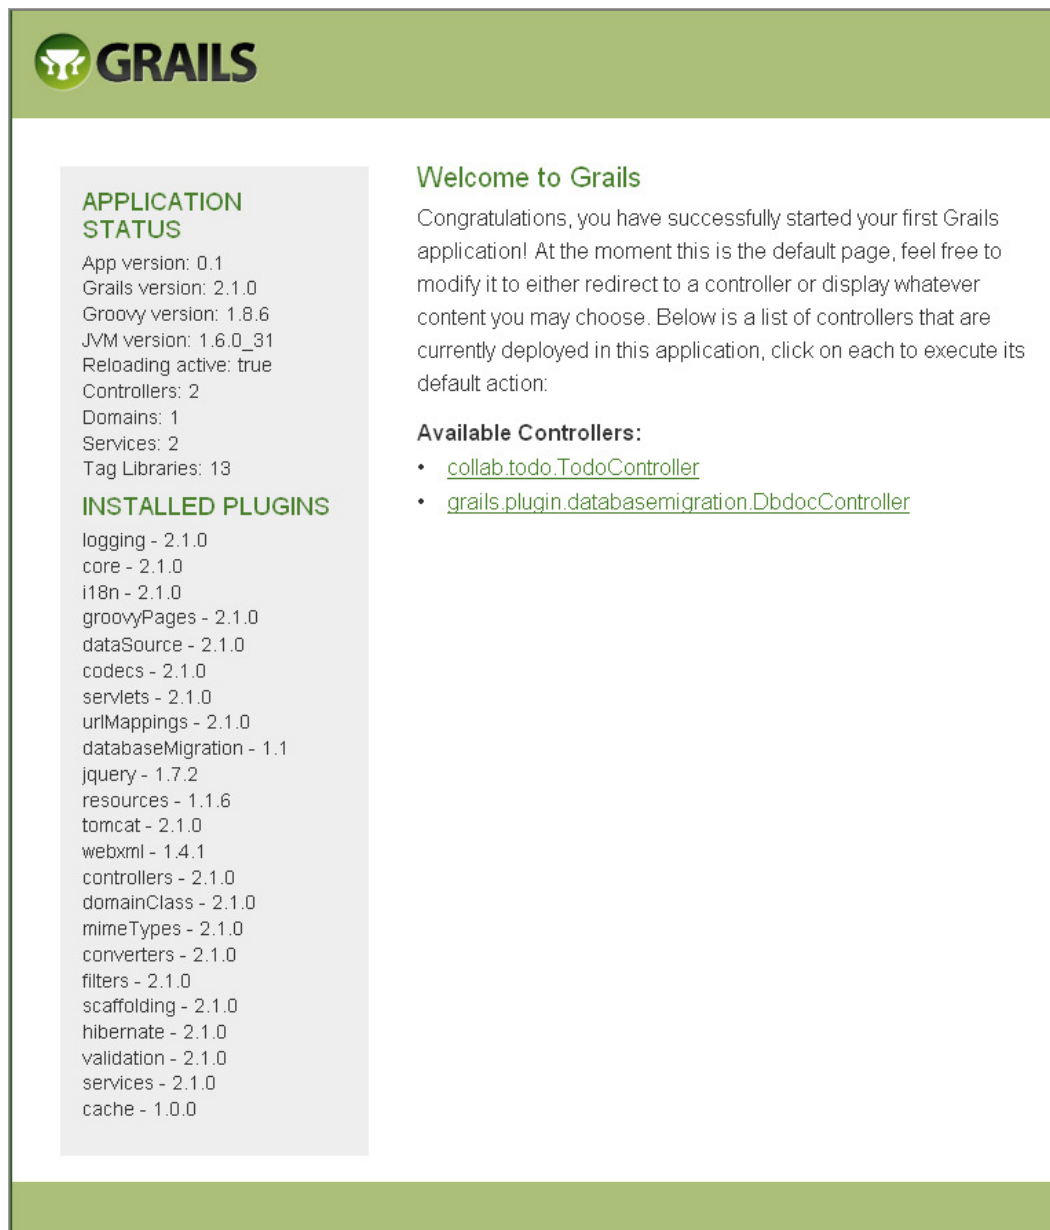 GRAILS
APPLICATION
STATUS
App version: 0.1
Grails version: 2.1.0
Groovy version: 1.8.6
JVM version: 1.6.0_31
Reloading active: true
Controllers: 2
Domains: 1
Services: 2
Tag Libraries: 13
INSTALLED PLUGINS
logging - 2.1.0
core - 2.1.0
i18n - 2.1.0
groovyPages - 2.1.0
dataSource - 2.1.0
codecs - 2.1.0
servlets - 2.1.0
urlMappings - 2.1.0
databaseMigration - 1.1
jquery - 1.7.2
resources - 1.1.6
tomcat - 2.1.0
webxml - 1.4.1
controllers - 2.1.0
domainClass - 2.1.0
mimeTypes - 2.1.0
converters - 2.1.0
filters - 2.1.0
scaffolding - 2.1.0
hibernate - 2.1.0
validation - 2.1.0
services - 2.1.0
cache - 1.0.0
Welcome to Grails
Congratulations, you have successfully started your first Grails
application! At the moment this is the default page, feel free to
modify it to either redirect to a controller or display whatever
content you may choose. Below is a list of controllers that are
currently deployed in this application, click on each to execute its
default action:
Available Controllers:
• collab.todo.TodoController
• grails.plugin.databasemigration.DbdocController